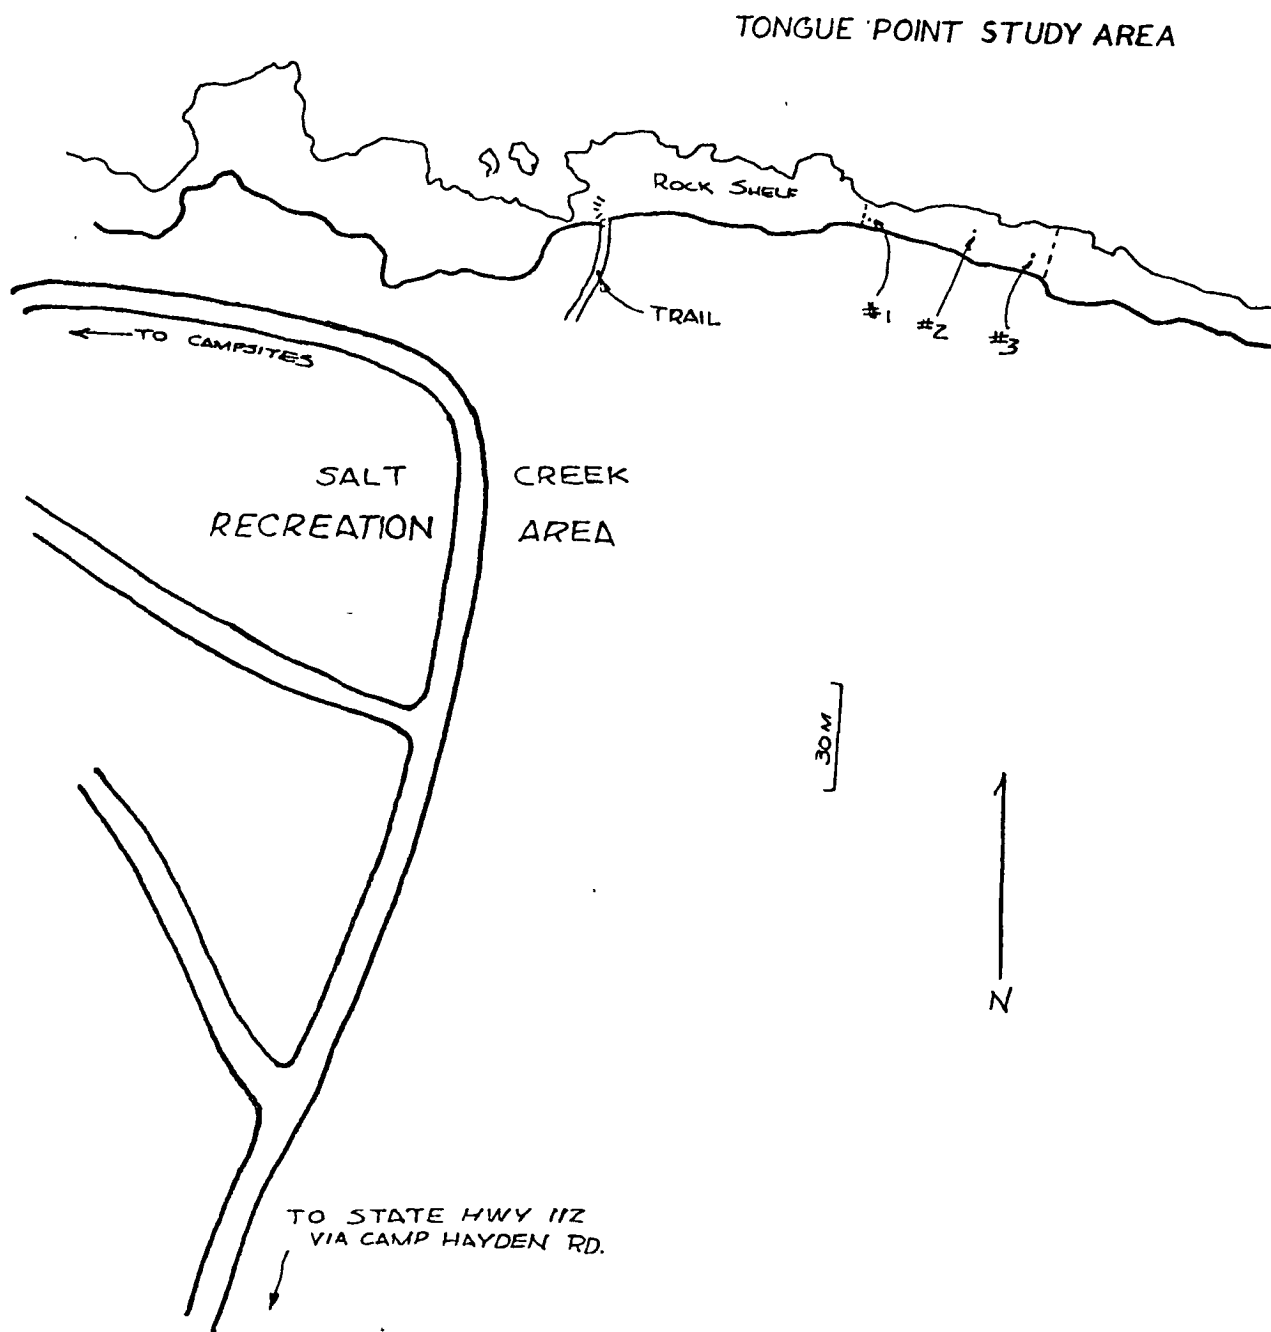 TONGUE POINT STUDY AREA
ROCK SHELF
TRAIL
#1
#2
#3
← TO CAMPSITES
SALT CREEK
RECREATION AREA
30 M
N
TO STATE HWY 112
VIA CAMP HAYDEN RD.